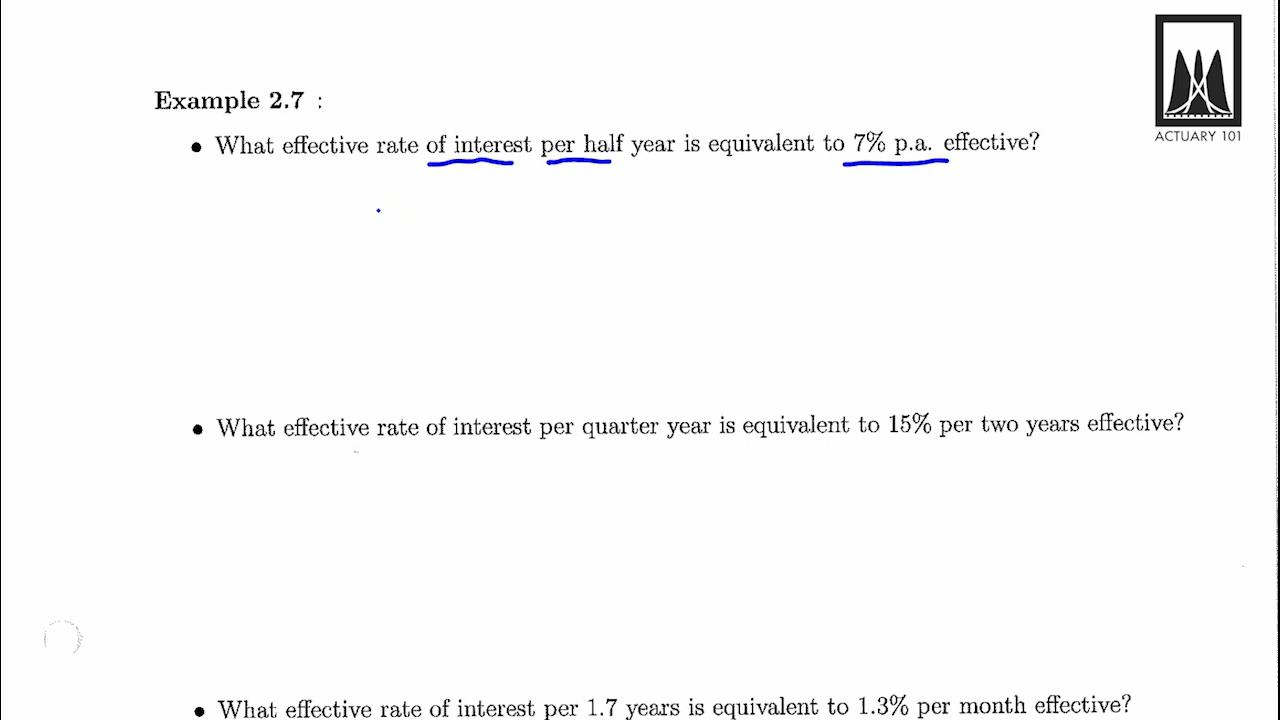 ACTUARY 101
Example 2.7 :
• What effective rate of interest per half year is equivalent to 7% p.a. effective?
• What effective rate of interest per quarter year is equivalent to 15% per two years effective?
• What effective rate of interest per 1.7 years is equivalent to 1.3% per month effective?